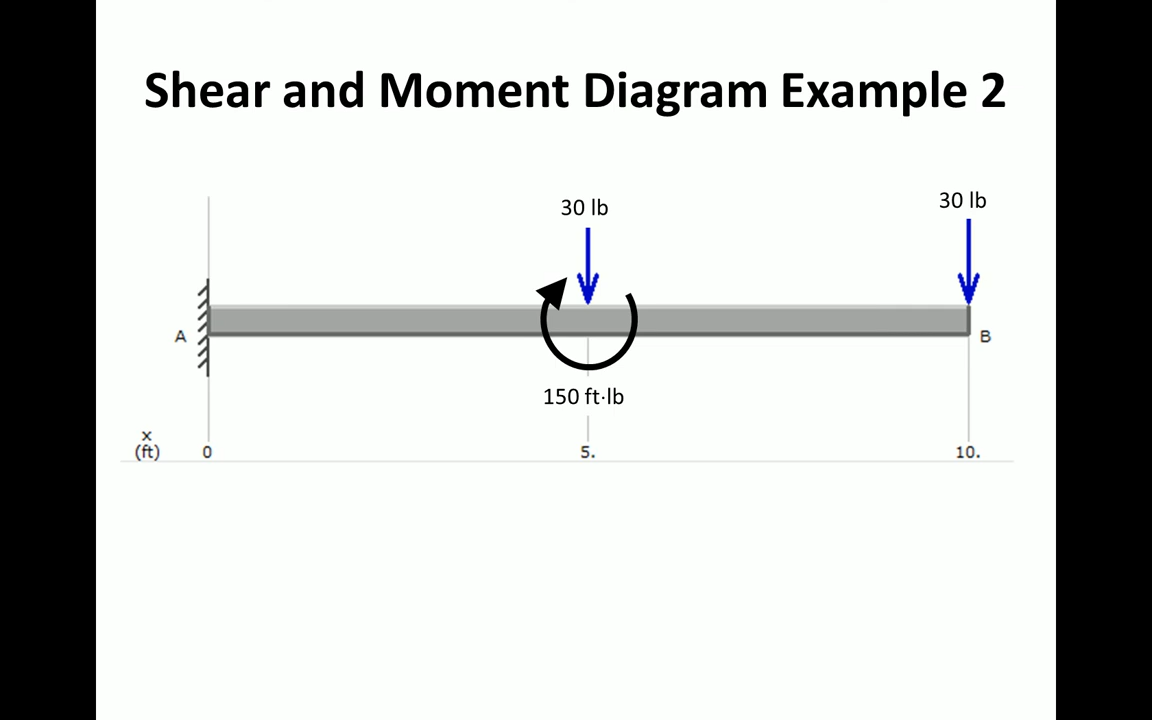 Shear and Moment Diagram Example 2
30 lb
30 lb
A
B
150 ft·lb
x
(ft)
0
5.
10.